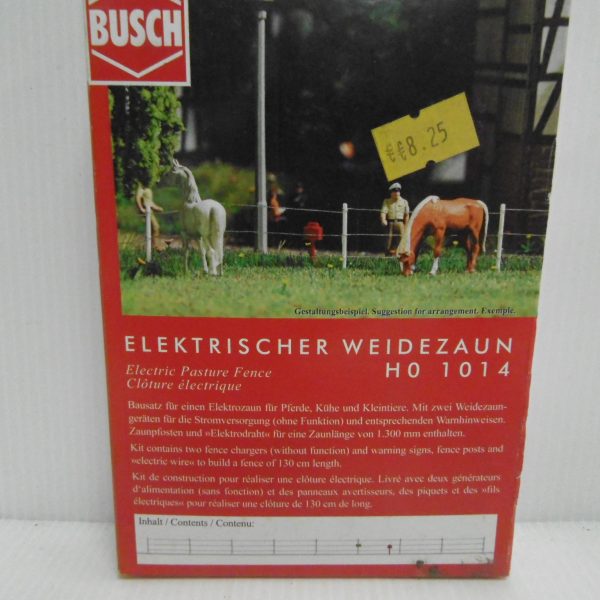 BUSCH
€€8.25
Gestaltungsbeispiel. Suggestion for arrangement. Exemple.
ELEKTRISCHER WEIDEZAUN
Electric Pasture Fence
H0 1014
Clôture électrique
Bausatz für einen Elektrozaun für Pferde, Kühe und Kleintiere. Mit zwei Weidezaun-
geräten für die Stromversorgung (ohne Funktion) und entsprechenden Warnhinweisen.
Zaunpfosten und »Elektrodraht« für eine Zaunlänge von 1.300 mm enthalten.
Kit contains two fence chargers (without function) and warning signs, fence posts and
»electric wire« to build a fence of 130 cm length.
Kit de construction pour réaliser une clôture électrique. Livré avec deux générateurs
d'alimentation (sans fonction) et des panneaux avertisseurs, des piquets et des »fils
électriques« pour réaliser une clôture de 130 cm de long.
Inhalt / Contents / Contenu: